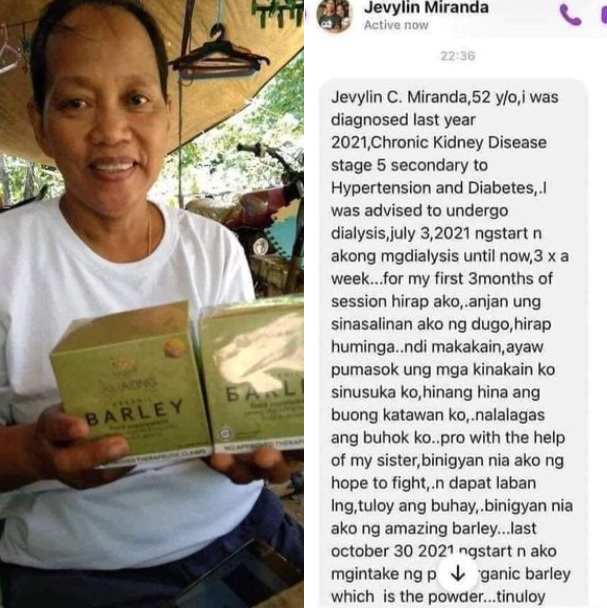 AMAZING
ORGANIC
BARLEY
food supplement
NO APPROVED THERAPEUTIC CLAIMS
BARL
food supplement
NO APPROVED THERAP
Jevylin Miranda
Active now
22:36
Jevylin C. Miranda,52 y/o,i was
diagnosed last year
2021,Chronic Kidney Disease
stage 5 secondary to
Hypertension and Diabetes,.I
was advised to undergo
dialysis,july 3,2021 ngstart n
akong mgdialysis until now,3 x a
week...for my first 3months of
session hirap ako,.anjan ung
sinasalinan ako ng dugo,hirap
huminga..ndi makakain,ayaw
pumasok ung mga kinakain ko
sinusuka ko,hinang hina ang
buong katawan ko,.nalalagas
ang buhok ko..pro with the help
of my sister,binigyan nia ako ng
hope to fight,.n dapat laban
lng,tuloy ang buhay,.binigyan nia
ako ng amazing barley...last
october 30 2021 ngstart n ako
mgintake ng p rganic barley
which is the powder...tinuloy